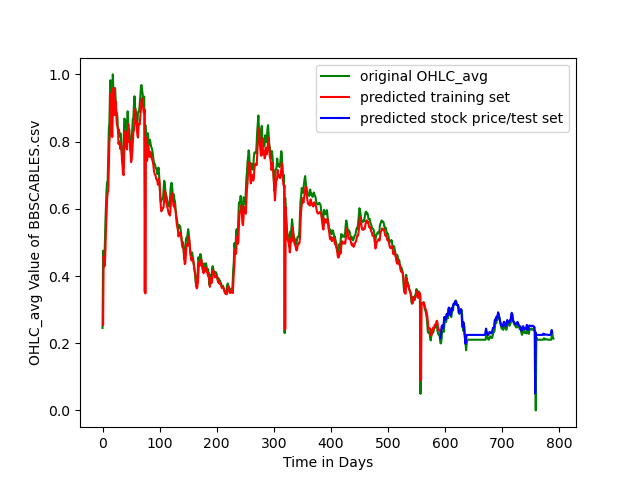 original OHLC_avg
predicted training set
predicted stock price/test set
OHLC_avg Value of BBSCABLES.csv
1.0
0.8
0.6
0.4
0.2
0.0
0 100 200 300 400 500 600 700 800
Time in Days